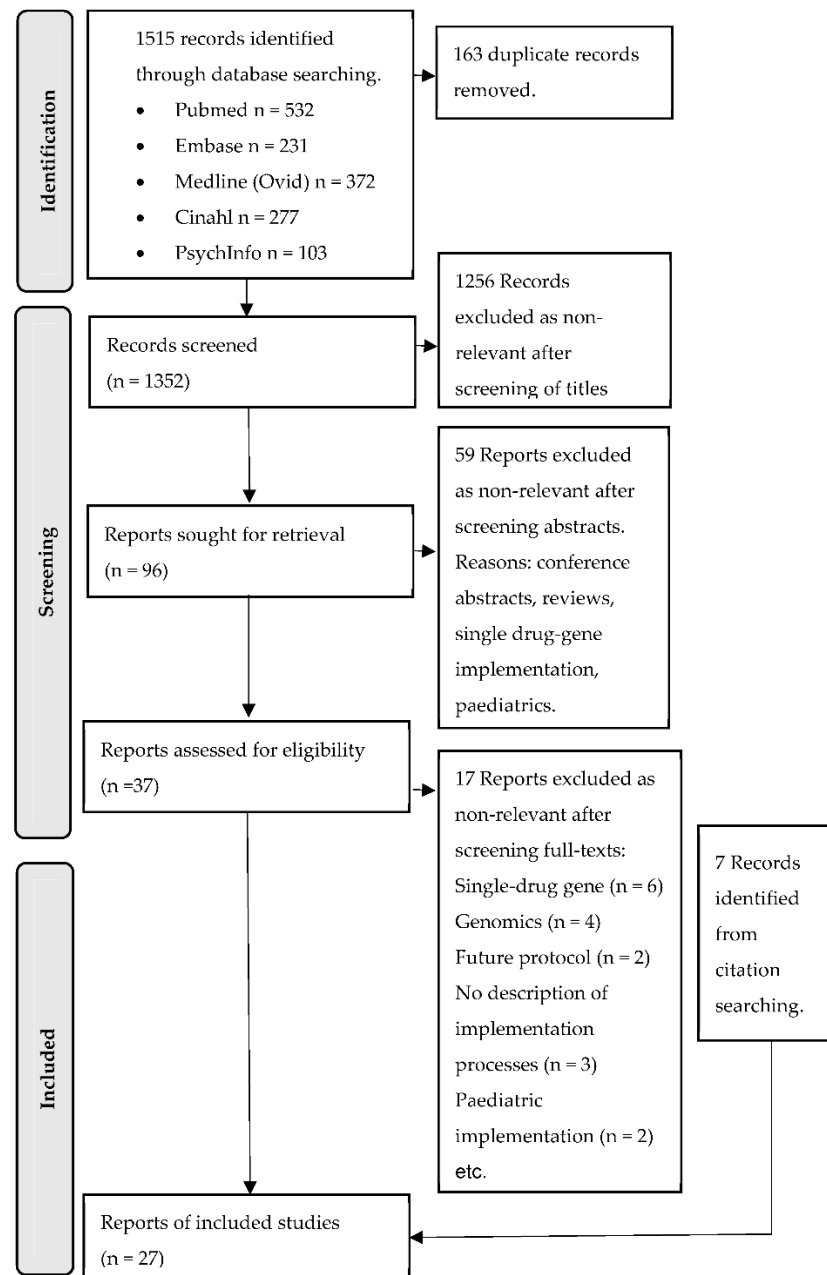 Identification
1515 records identified
through database searching.
• Pubmed n = 532
• Embase n = 231
• Medline (Ovid) n = 372
• Cinahl n = 277
• PsychInfo n = 103
163 duplicate records
removed.
Screening
Records screened
(n = 1352)
1256 Records
excluded as non-
relevant after
screening of titles
Reports sought for retrieval
(n = 96)
59 Reports excluded
as non-relevant after
screening abstracts.
Reasons: conference
abstracts, reviews,
single drug-gene
implementation,
paediatrics.
Reports assessed for eligibility
(n =37)
17 Reports excluded as
non-relevant after
screening full-texts:
Single-drug gene (n = 6)
Genomics (n = 4)
Future protocol (n = 2)
No description of
implementation
processes (n = 3)
Paediatric
implementation (n = 2)
etc.
7 Records
identified
from
citation
searching.
Included
Reports of included studies
(n = 27)